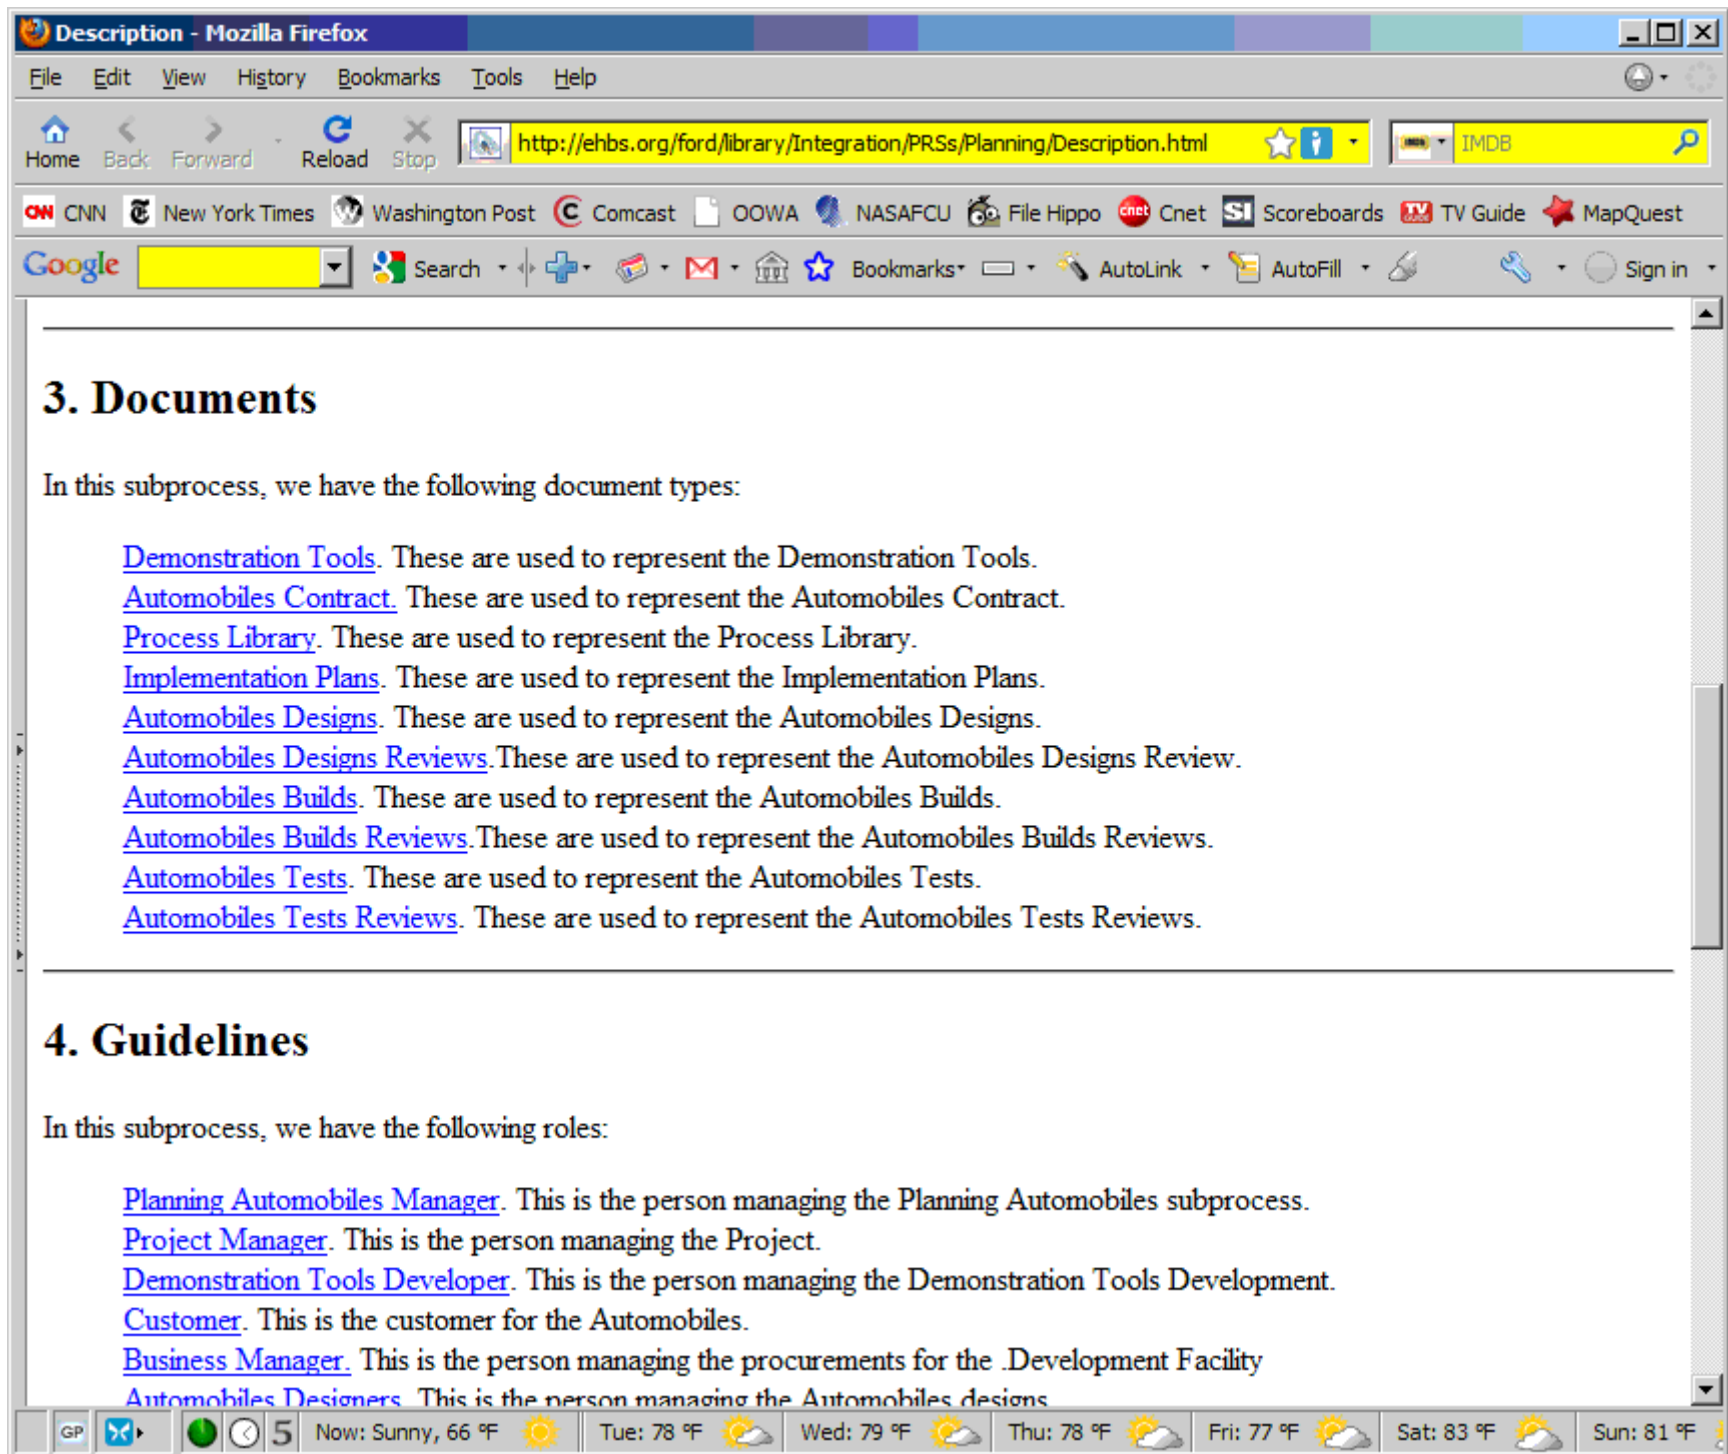 Description - Mozilla Firefox
File Edit View History Bookmarks Tools Help
Home Back Forward Reload Stop http://ehbs.org/ford/library/Integration/PRSs/Planning/Description.html IMDB
CNN CNN New York Times Washington Post Comcast OOWA NASAFCU File Hippo cnet Cnet SI Scoreboards TV GUIDE TV Guide MapQuest
Google Search Bookmarks AutoLink AutoFill Sign in
3. Documents
In this subprocess, we have the following document types:
Demonstration Tools. These are used to represent the Demonstration Tools.
Automobiles Contract. These are used to represent the Automobiles Contract.
Process Library. These are used to represent the Process Library.
Implementation Plans. These are used to represent the Implementation Plans.
Automobiles Designs. These are used to represent the Automobiles Designs.
Automobiles Designs Reviews.These are used to represent the Automobiles Designs Review.
Automobiles Builds. These are used to represent the Automobiles Builds.
Automobiles Builds Reviews.These are used to represent the Automobiles Builds Reviews.
Automobiles Tests. These are used to represent the Automobiles Tests.
Automobiles Tests Reviews. These are used to represent the Automobiles Tests Reviews.
4. Guidelines
In this subprocess, we have the following roles:
Planning Automobiles Manager. This is the person managing the Planning Automobiles subprocess.
Project Manager. This is the person managing the Project.
Demonstration Tools Developer. This is the person managing the Demonstration Tools Development.
Customer. This is the customer for the Automobiles.
Business Manager. This is the person managing the procurements for the .Development Facility
Automobiles Designers. This is the person managing the Automobiles designs
GP 5 Now: Sunny, 66 °F Tue: 78 °F Wed: 79 °F Thu: 78 °F Fri: 77 °F Sat: 83 °F Sun: 81 °F